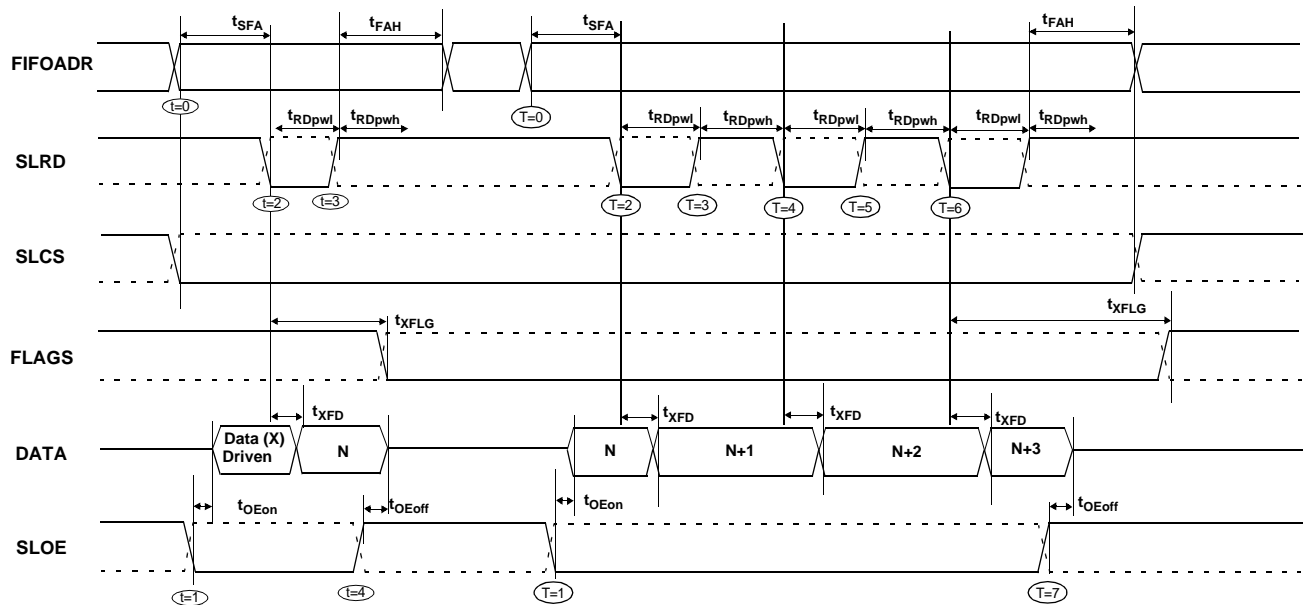 tSFA tFAH tSFA tFAH
FIFOADR
t=0 T=0
tRDpwl tRDpwh tRDpwl tRDpwh tRDpwl tRDpwh tRDpwl tRDpwh
SLRD
t=2 t=3 T=2 T=3 T=4 T=5 T=6
SLCS
tXFLG tXFLG
FLAGS
tXFD tXFD tXFD tXFD
DATA
Data (X)
Driven
N N N+1 N+2 N+3
tOEon tOEoff tOEon tOEoff
SLOE
t=1 t=4 T=1 T=7